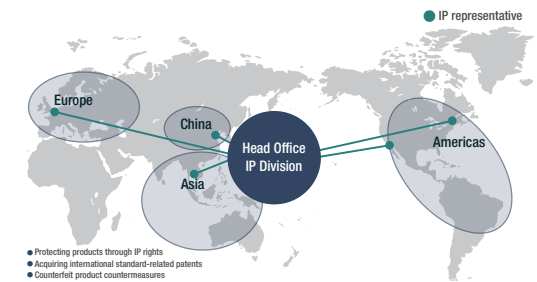 IP representative
Europe
China
Head Office
IP Division
Americas
Asia
Protecting products through IP rights
Acquiring international standard-related patents
Counterfeit product countermeasures